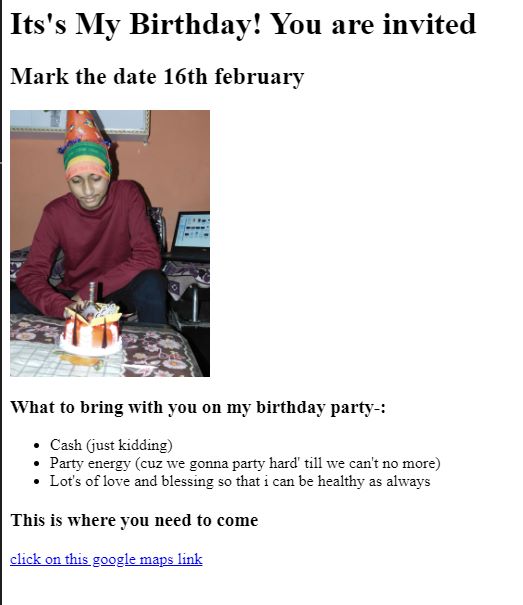 Its's My Birthday! You are invited
Mark the date 16th february
What to bring with you on my birthday party-:
Cash (just kidding)
Party energy (cuz we gonna party hard' till we can't no more)
Lot's of love and blessing so that i can be healthy as always
This is where you need to come
click on this google maps link